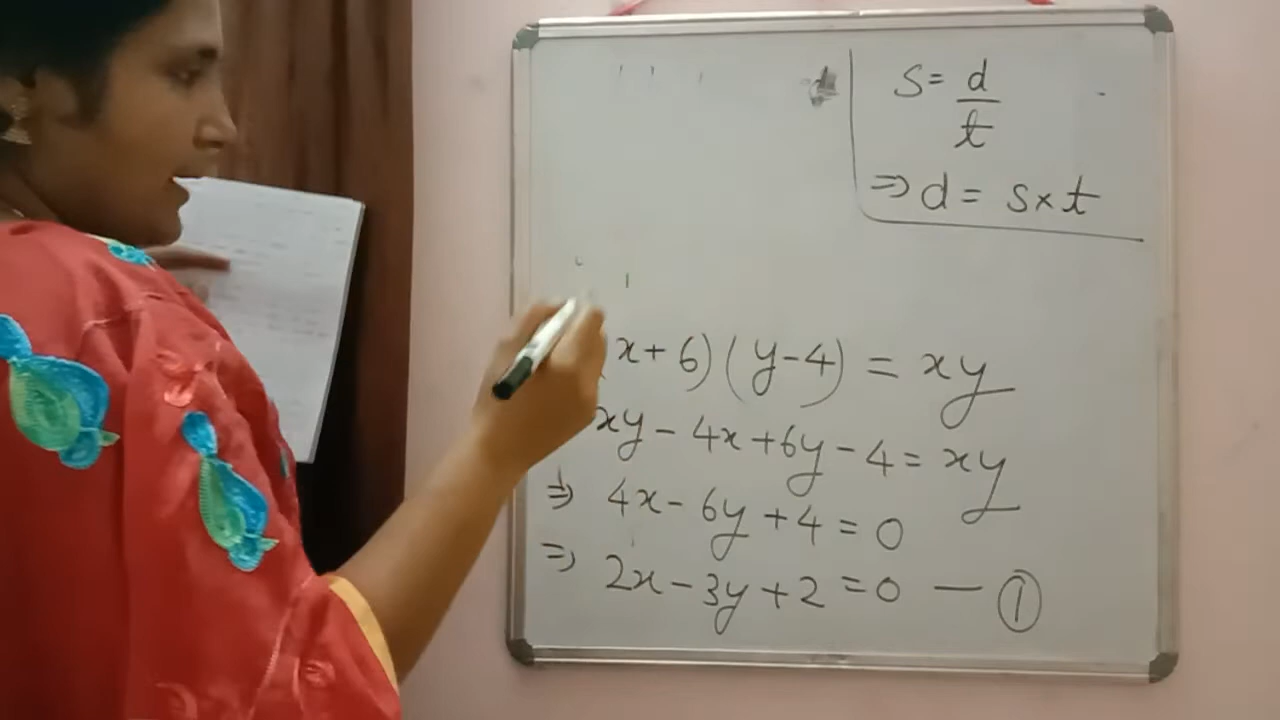 S = d/t
⇒ d = s×t
(x+6)(y-4) = xy
xy - 4x + 6y - 4 = xy
⇒ 4x - 6y + 4 = 0
⇒ 2x - 3y + 2 = 0 — ①